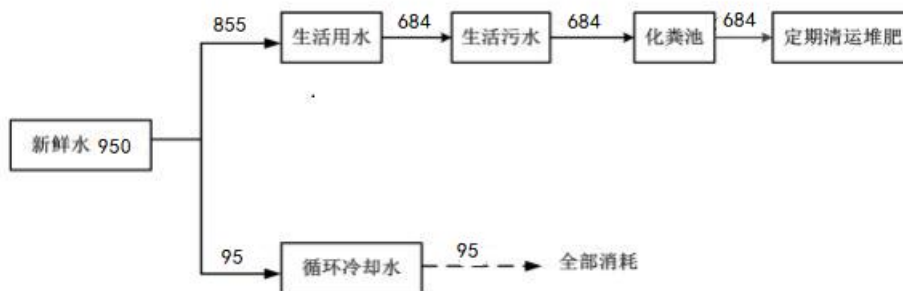 855
生活用水
684
生活污水
684
化粪池
684
定期清运堆肥
新鲜水 950
95
循环冷却水
95
全部消耗